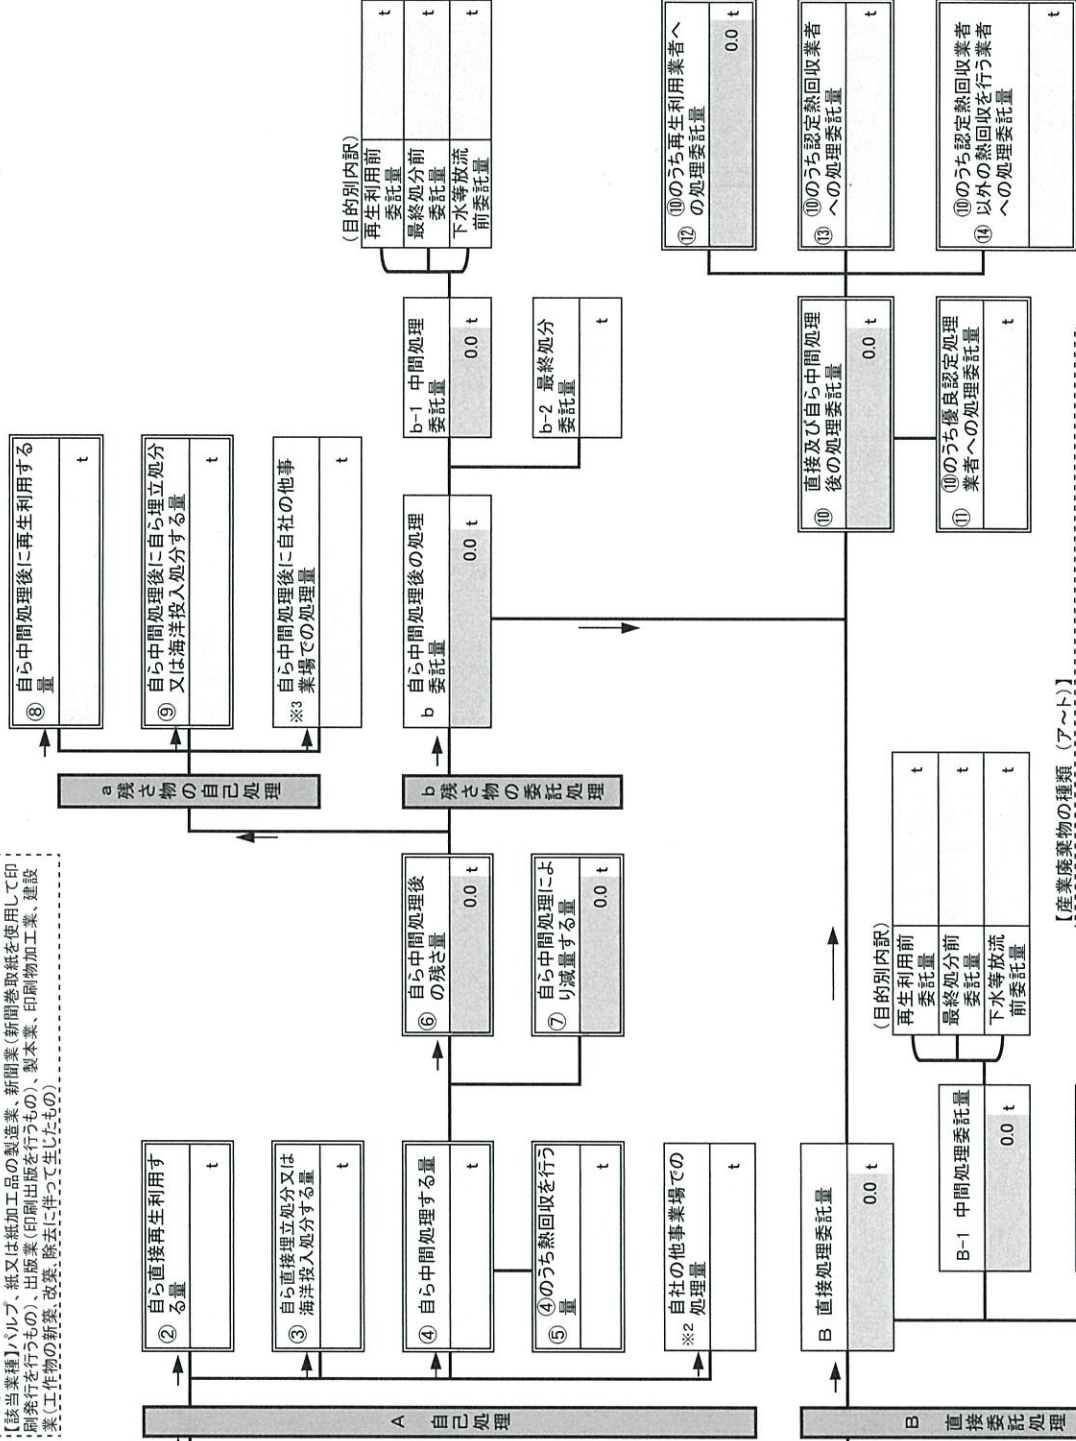 【該当業種】パルプ、紙又は紙加工品の製造業、新聞業(新聞巻取紙を使用して印
刷発行を行うもの)、出版業(印刷出版を行うもの)、製本業、印刷物加工業、建設
業(工作物の新築、改築、除去に伴って生じたもの)
A 自己処理
② 自ら直接再生利用す
る量
t
③ 自ら直接埋立処分又は
海洋投入処分する量
t
④ 自ら中間処理する量
t
⑤ ④のうち熱回収を行う
量
t
※2 自社の他事業場での
処理量
t
⑥ 自ら中間処理後
の残さ量
0.0 t
⑦ 自ら中間処理によ
り減量する量
0.0 t
a 残さ物の自己処理
⑧ 自ら中間処理後に再生利用する
量
t
⑨ 自ら中間処理後に自ら埋立処分
又は海洋投入処分する量
t
※3 自ら中間処理後に自社の他事
業場での処理量
t
b 残さ物の委託処理
b 自ら中間処理後の処理
委託量
0.0 t
b-1 中間処理
委託量
0.0 t
b-2 最終処分
委託量
t
(目的別内訳)
再生利用前
委託量
t
最終処分前
委託量
t
下水等放流
前委託量
t
B 直接委託処理
B 直接処理委託量
0.0 t
B-1 中間処理委託量
0.0 t
(目的別内訳)
再生利用前
委託量
t
最終処分前
委託量
t
下水等放流
前委託量
t
⑩ 直接及び自ら中間処理
後の処理委託量
0.0 t
⑪ ⑩のうち優良認定処理
業者への処理委託量
t
⑫ ⑩のうち再生利用業者へ
の処理委託量
0.0 t
⑬ ⑩のうち認定熱回収業者
への処理委託量
t
⑭ ⑩のうち認定熱回収業者
以外の熱回収を行う業者
への処理委託量
t
【産業廃棄物の種類 (ア～ト)】